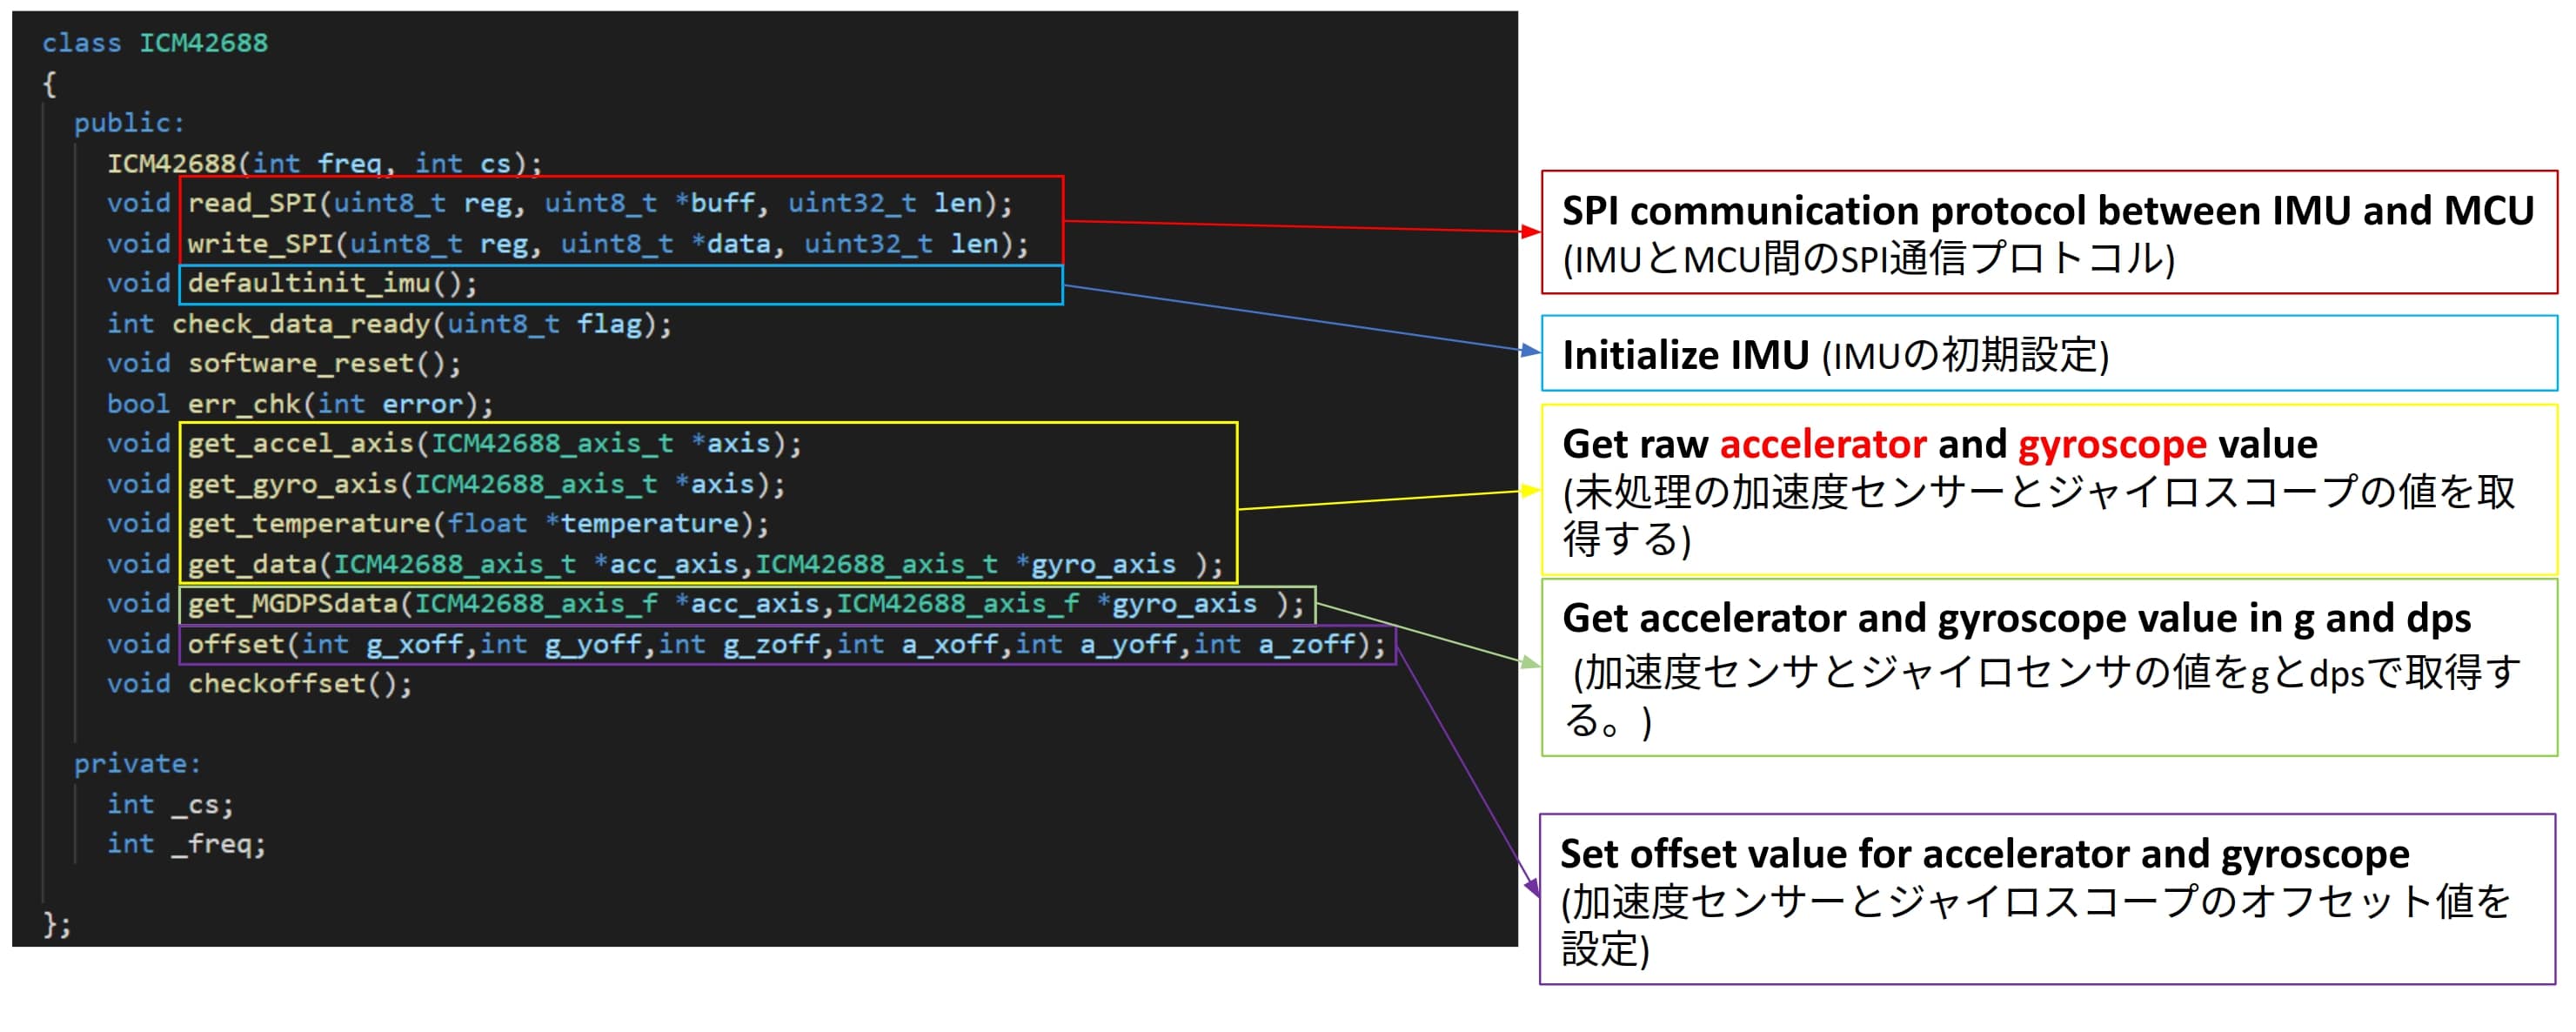 class ICM42688
{
public:
ICM42688(int freq, int cs);
void read_SPI(uint8_t reg, uint8_t *buff, uint32_t len);
void write_SPI(uint8_t reg, uint8_t *data, uint32_t len);
void defaultinit_imu();
int check_data_ready(uint8_t flag);
void software_reset();
bool err_chk(int error);
void get_accel_axis(ICM42688_axis_t *axis);
void get_gyro_axis(ICM42688_axis_t *axis);
void get_temperature(float *temperature);
void get_data(ICM42688_axis_t *acc_axis,ICM42688_axis_t *gyro_axis );
void get_MGDPSdata(ICM42688_axis_f *acc_axis,ICM42688_axis_f *gyro_axis );
void offset(int g_xoff,int g_yoff,int g_zoff,int a_xoff,int a_yoff,int a_zoff);
void checkoffset();
private:
int _cs;
int _freq;
};
SPI communication protocol between IMU and MCU
(IMUとMCU間のSPI通信プロトコル)
Initialize IMU (IMUの初期設定)
Get raw accelerator and gyroscope value
(未処理の加速度センサーとジャイロスコープの値を取
得する)
Get accelerator and gyroscope value in g and dps
(加速度センサとジャイロセンサの値をgとdpsで取得す
る。)
Set offset value for accelerator and gyroscope
(加速度センサーとジャイロスコープのオフセット値を
設定)